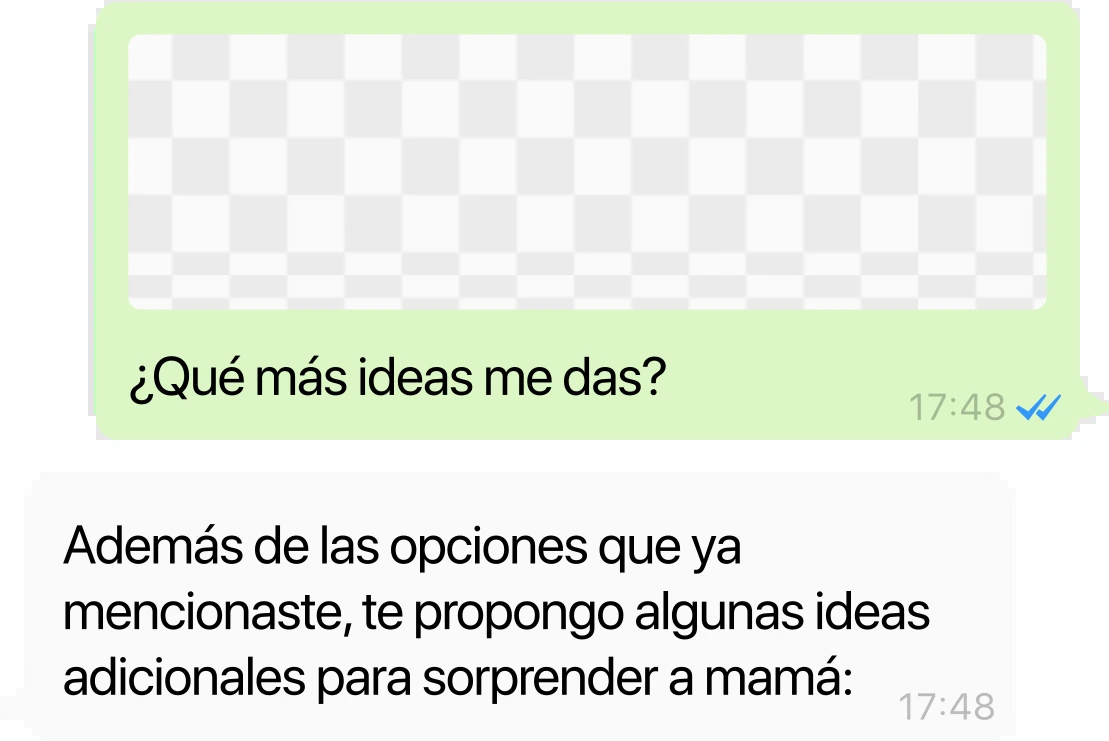 ¿Qué más ideas me das?
17:48
Además de las opciones que ya
mencionaste, te propongo algunas ideas
adicionales para sorprender a mamá:
17:48